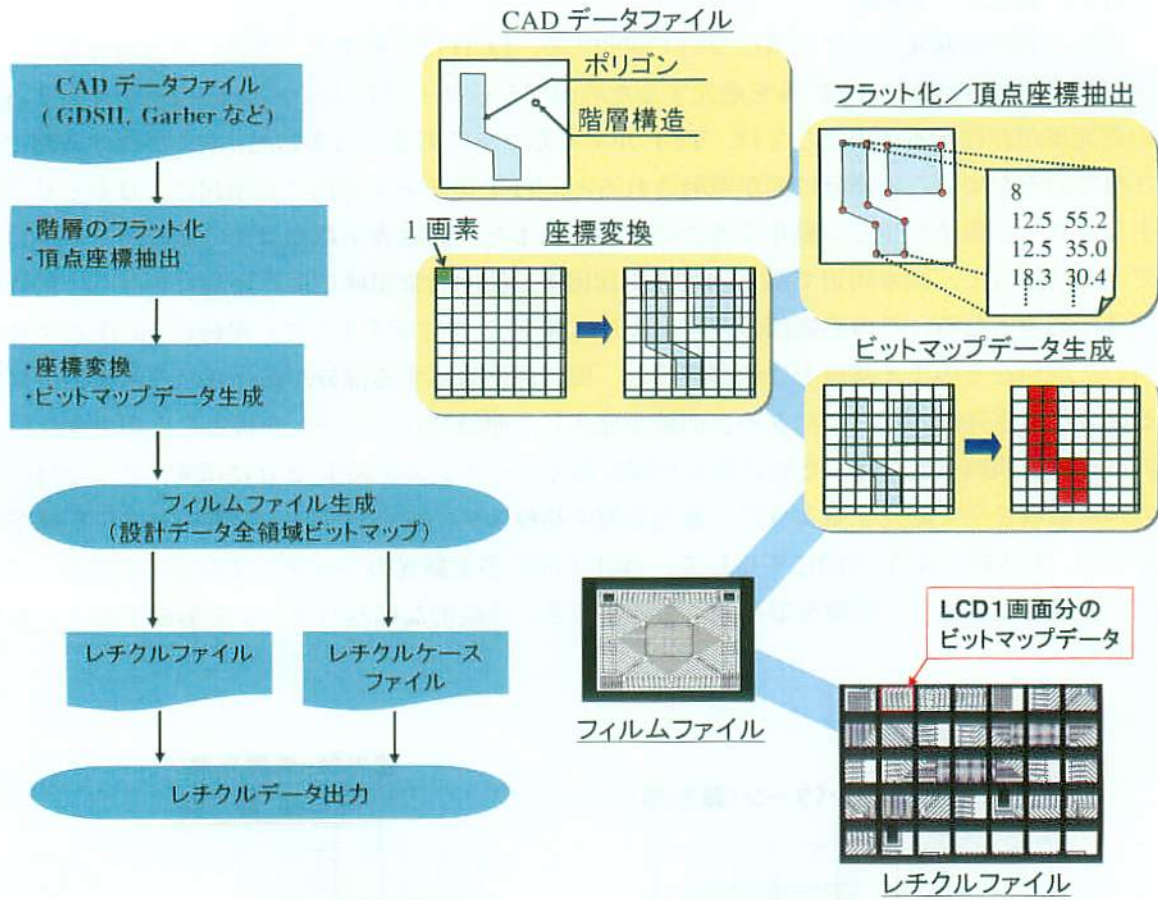 CAD データファイル
( GDSII, Garber など)
・階層のフラット化
・頂点座標抽出
・座標変換
・ビットマップデータ生成
フィルムファイル生成
（設計データ全領域ビットマップ）
レチクルファイル
レチクルケース
ファイル
レチクルデータ出力
CAD データファイル
ポリゴン
階層構造
フラット化／頂点座標抽出
8
12.5 55.2
12.5 35.0
18.3 30.4
1 画素
座標変換
ビットマップデータ生成
フィルムファイル
LCD1画面分の
ビットマップデータ
レチクルファイル